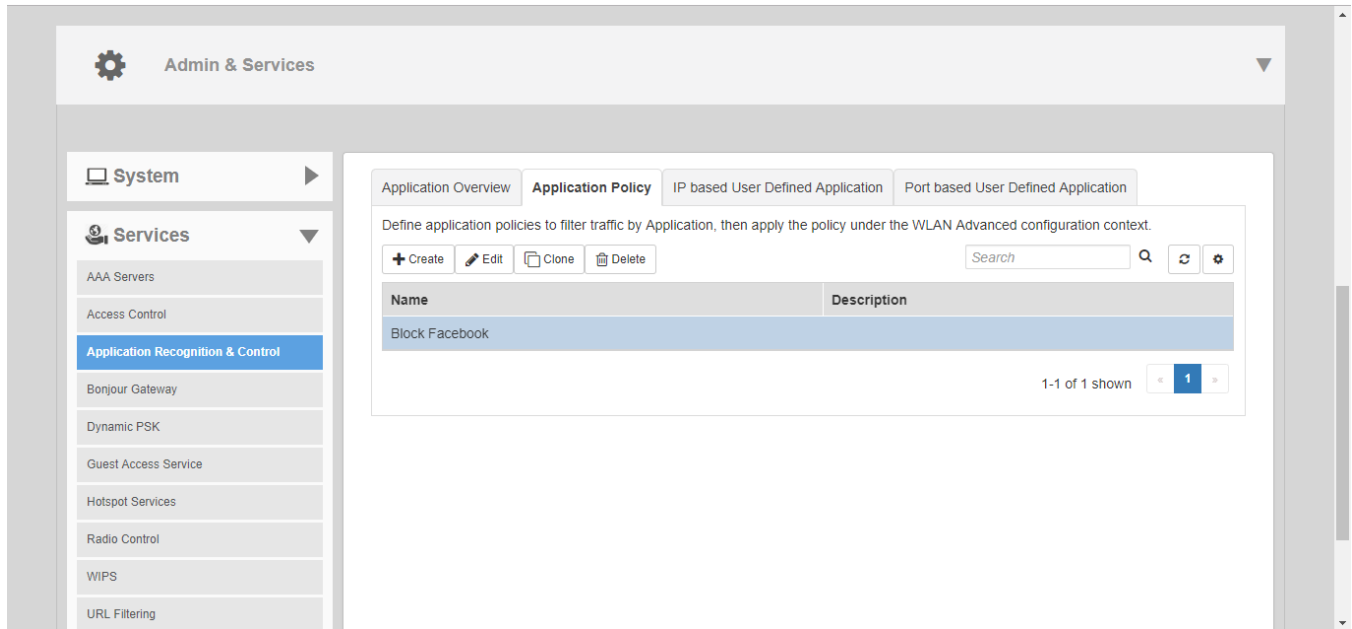 Admin & Services
System
Services
AAA Servers
Access Control
Application Recognition & Control
Bonjour Gateway
Dynamic PSK
Guest Access Service
Hotspot Services
Radio Control
WIPS
URL Filtering
Application Overview Application Policy IP based User Defined Application Port based User Defined Application
Define application policies to filter traffic by Application, then apply the policy under the WLAN Advanced configuration context.
Create Edit Clone Delete Search
Name Description
Block Facebook
1-1 of 1 shown « 1 »